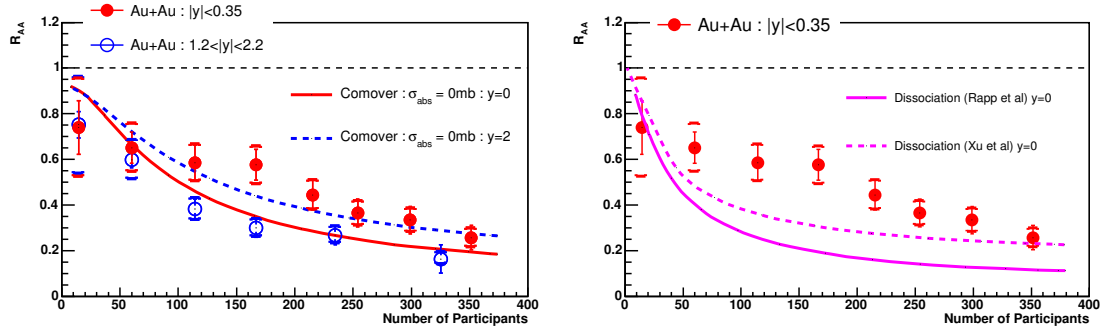 R_AA
1.2
1
0.8
0.6
0.4
0.2
0
Au+Au : |y|<0.35
Au+Au : 1.2<|y|<2.2
Comover : σ_abs = 0mb : y=0
Comover : σ_abs = 0mb : y=2
0 50 100 150 200 250 300 350 400
Number of Participants
R_AA
1.2
1
0.8
0.6
0.4
0.2
0
Au+Au : |y|<0.35
Dissociation (Rapp et al) y=0
Dissociation (Xu et al) y=0
0 50 100 150 200 250 300 350 400
Number of Participants